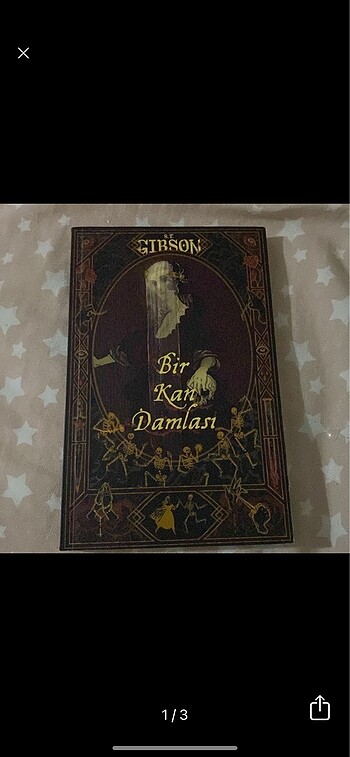 S.T.
GIBSON
Bir
Kan
Damlası
1/3